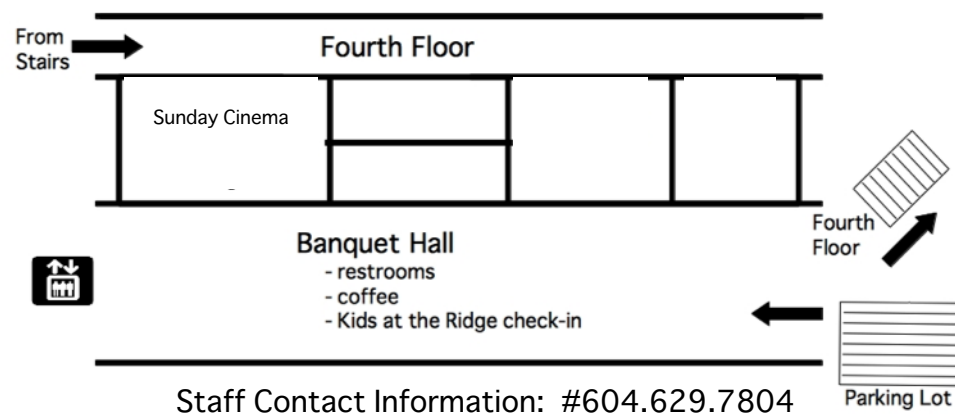 From
Stairs
Fourth Floor
Sunday Cinema
Fourth
Floor
Banquet Hall
- restrooms
- coffee
- Kids at the Ridge check-in
Parking Lot
Staff Contact Information: #604.629.7804